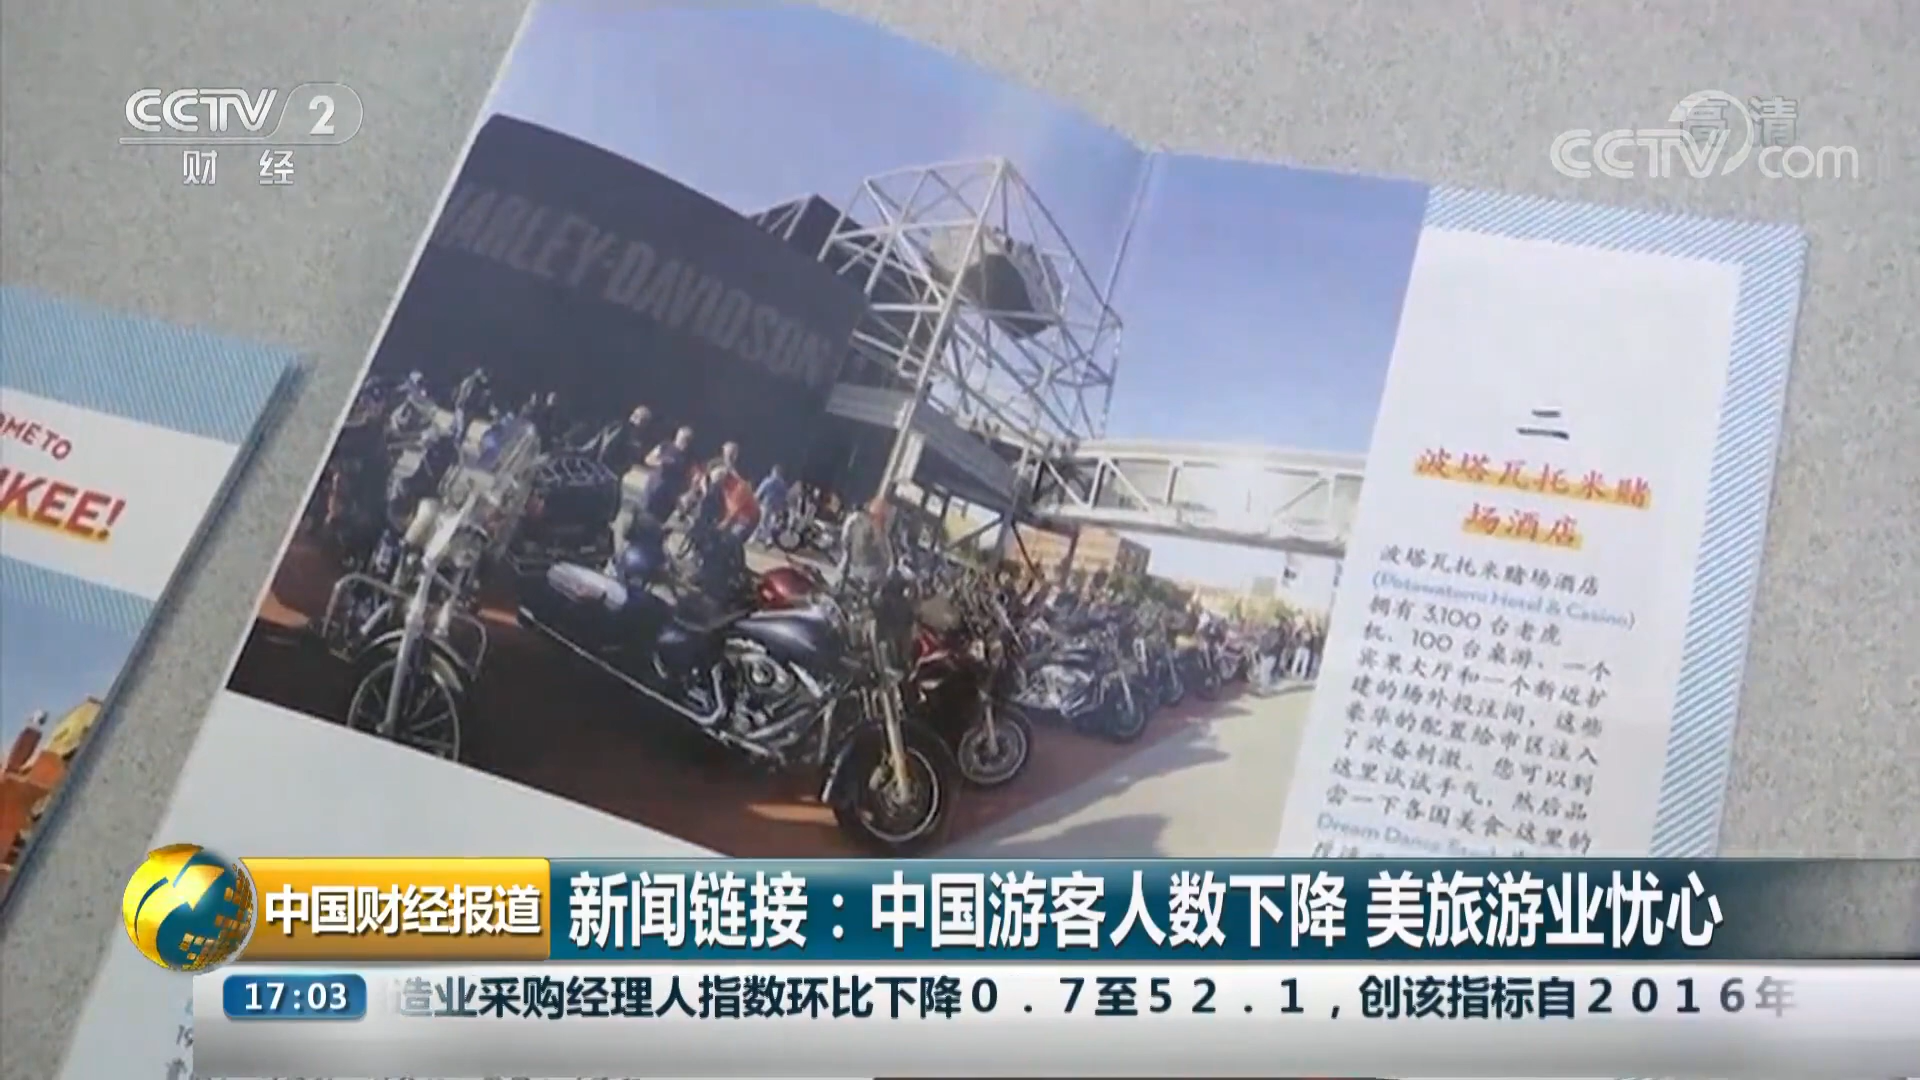 CCTV 2
财 经
高清
CCTV com
HARLEY-DAVIDSON
OME TO
KEE!
二
波塔瓦托米赌
场酒店
波塔瓦托米赌场酒店
(Potawatomi Hotel & Casino)
拥有 3,100 台老虎
机、100 台桌游、一个
宾果大厅和一个新近扩
建的场外投注间，这些
豪华的配置给市区注入
了兴奋刺激。您可以到
这里试试手气，然后品
尝一下各国美食-这里的
Dream Dance
中国财经报道
新闻链接：中国游客人数下降 美旅游业忧心
17:03 造业采购经理人指数环比下降0.7至52.1，创该指标自2016年